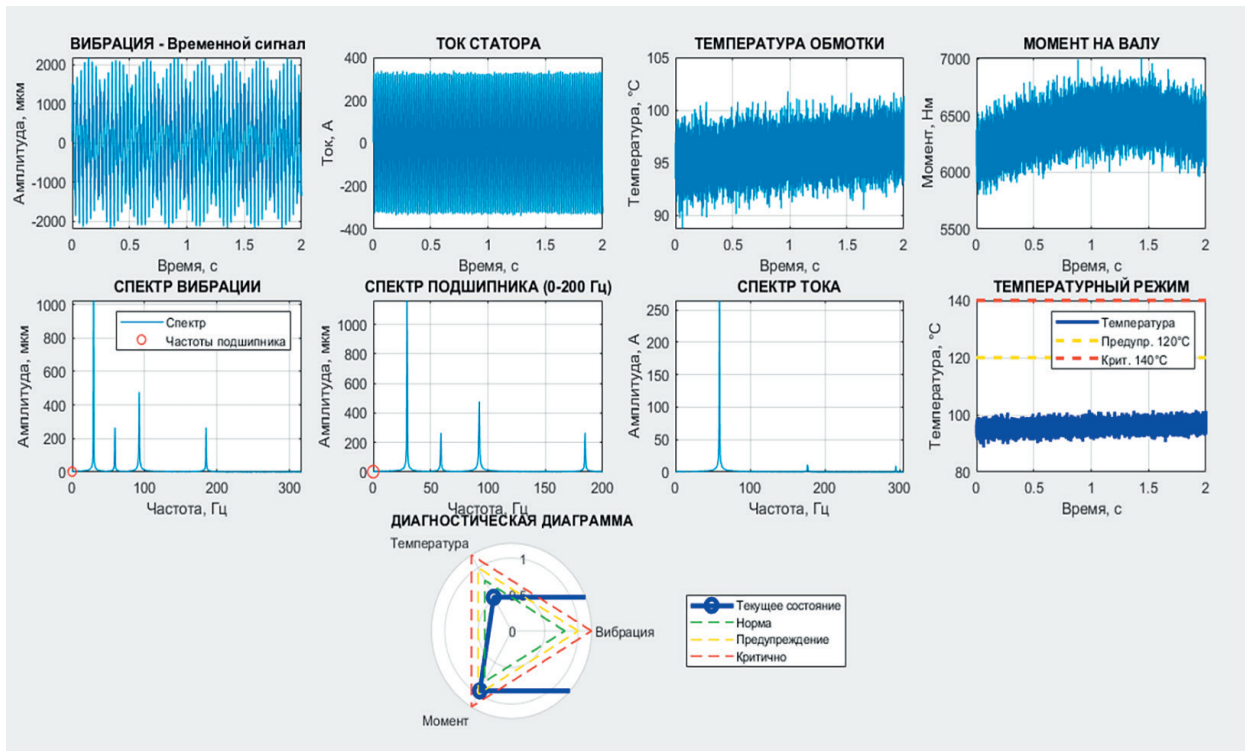 ВИБРАЦИЯ - Временной сигнал
Амплитуда, мкм
2000
1000
0
-1000
-2000
0 0.5 1 1.5 2
Время, с
ТОК СТАТОРА
Ток, А
400
200
0
-200
-400
0 0.5 1 1.5 2
Время, с
ТЕМПЕРАТУРА ОБМОТКИ
Температура, °C
105
100
95
90
0 0.5 1 1.5 2
Время, с
МОМЕНТ НА ВАЛУ
Момент, Нм
7000
6500
6000
5500
0 0.5 1 1.5 2
Время, с
СПЕКТР ВИБРАЦИИ
Амплитуда, мкм
1000
800
600
400
200
0
0 100 200 300
Частота, Гц
Спектр
Частоты подшипника
СПЕКТР ПОДШИПНИКА (0-200 Гц)
Амплитуда, мкм
1000
800
600
400
200
0
0 50 100 150 200
Частота, Гц
СПЕКТР ТОКА
Амплитуда, А
250
200
150
100
50
0
0 100 200 300
Частота, Гц
ТЕМПЕРАТУРНЫЙ РЕЖИМ
Температура, °C
140
120
100
80
0 0.5 1 1.5 2
Время, с
Температура
Предупр. 120°C
Крит. 140°C
ДИАГНОСТИЧЕСКАЯ ДИАГРАММА
Температура
1
0.5
0
Вибрация
Момент
Текущее состояние
Норма
Предупреждение
Критично